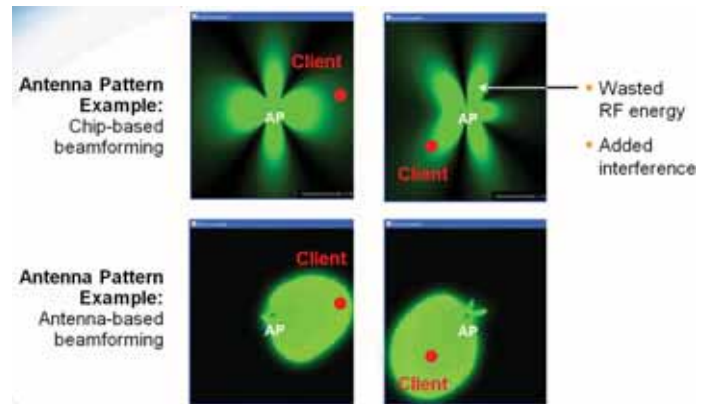 Antenna Pattern
Example:
Chip-based
beamforming
Client
AP
AP
Client
• Wasted
RF energy
• Added
interference
Antenna Pattern
Example:
Antenna-based
beamforming
Client
AP
AP
Client